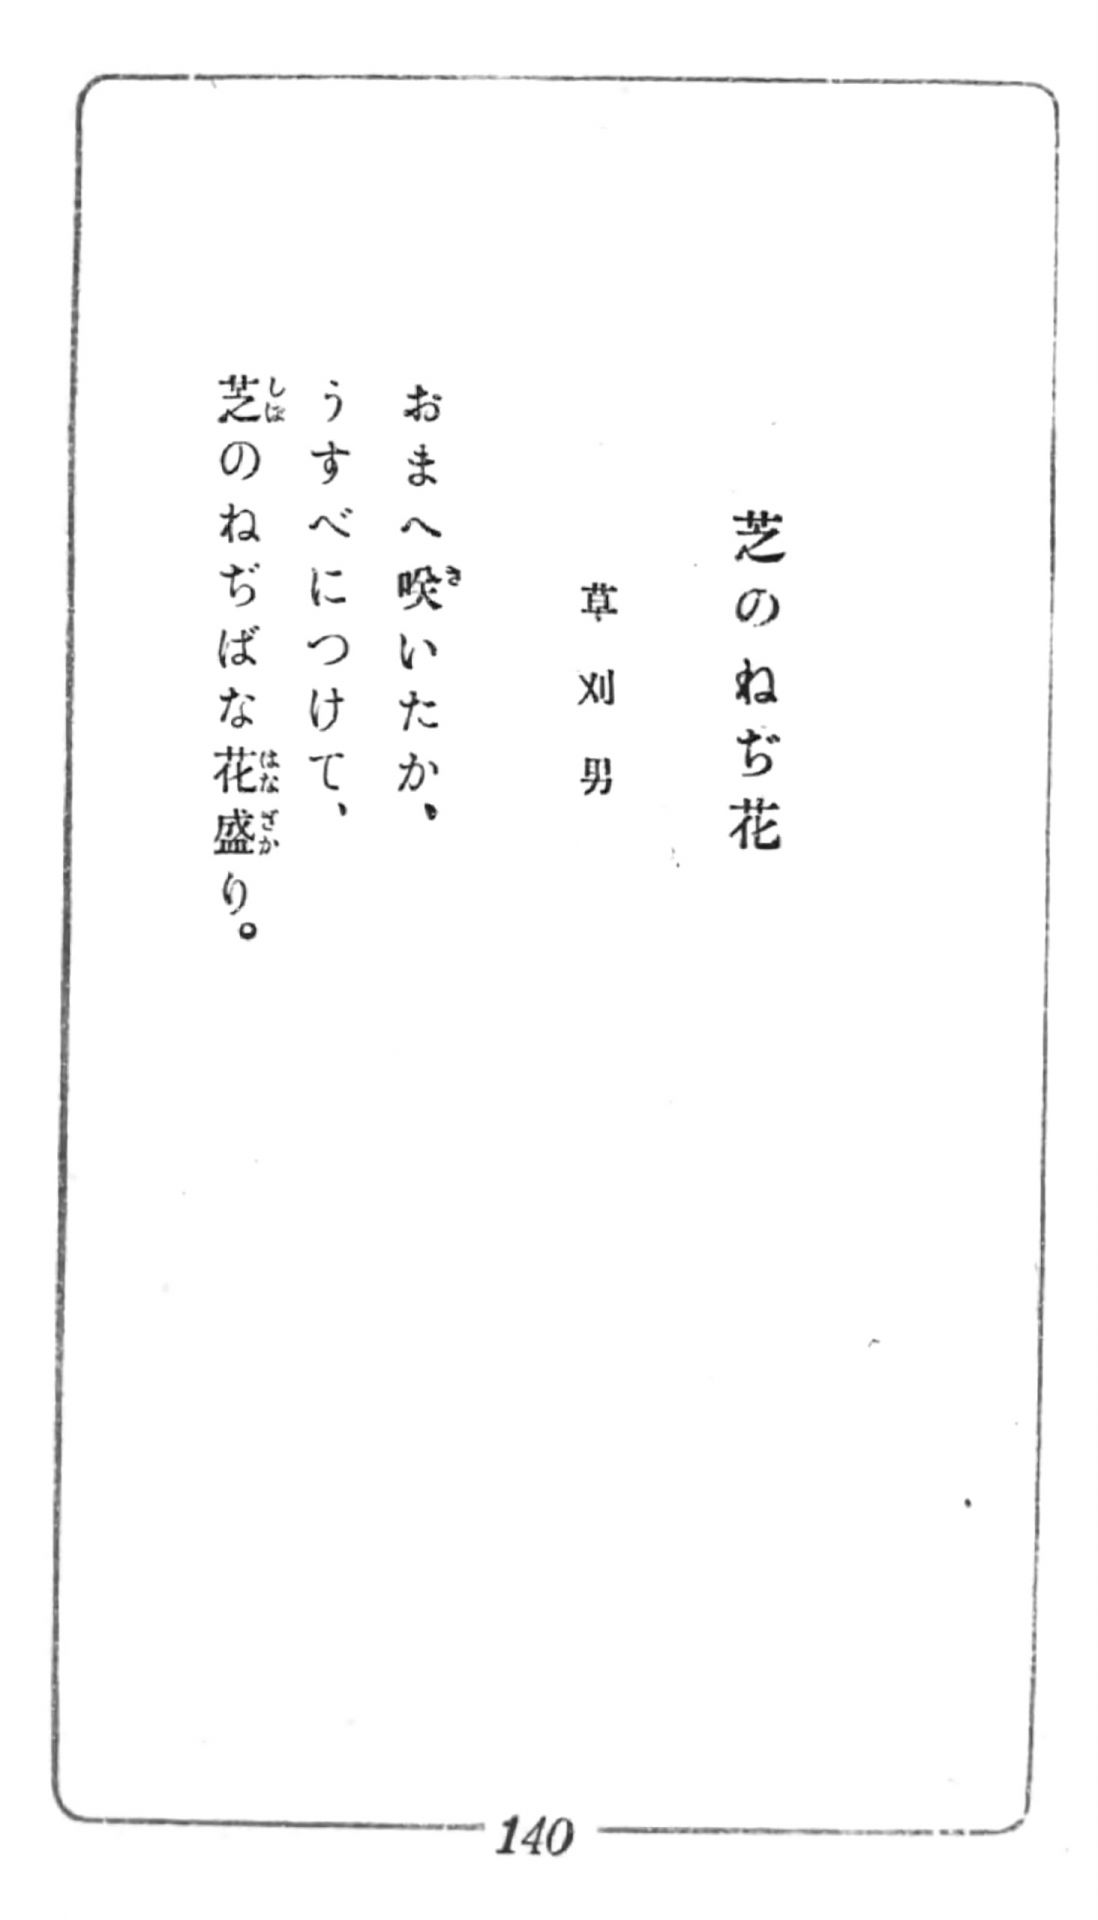 芝のねぢ花
草刈男
おまへ咲いたか、
うすべにつけて、
芝のねぢばな花盛り。
さ
しば
はなざか
140